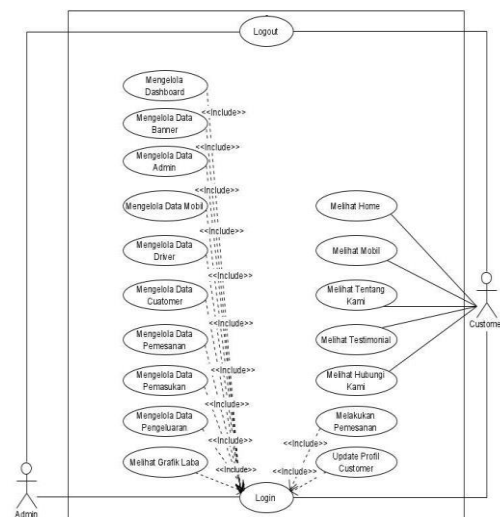 Logout
Mengelola
Dashboard
<<Include>>
Mengelola Data
Banner
<<Include>>
Mengelola Data
Admin
<<Include>>
Mengelola Data Mobil
<<Include>>
Mengelola Data
Driver
<<Include>>
Mengelola Data
Cuatomer
<<Include>>
Mengelola Data
Pemesanan
<<Include>>
Mengelola Data
Pemasukan
<<Include>>
Mengelola Data
Pengeluaran
<<Include>>
Melihat Grafik Laba
<<Include>>
Melihat Home
Melihat Mobil
Melihat Tentang
Kami
Melihat Testimonial
Melihat Hubungi
Kami
<<Include>>
Melakukan
Pemesanan
<<Include>>
Update Profil
Customer
Login
Admin
Custome